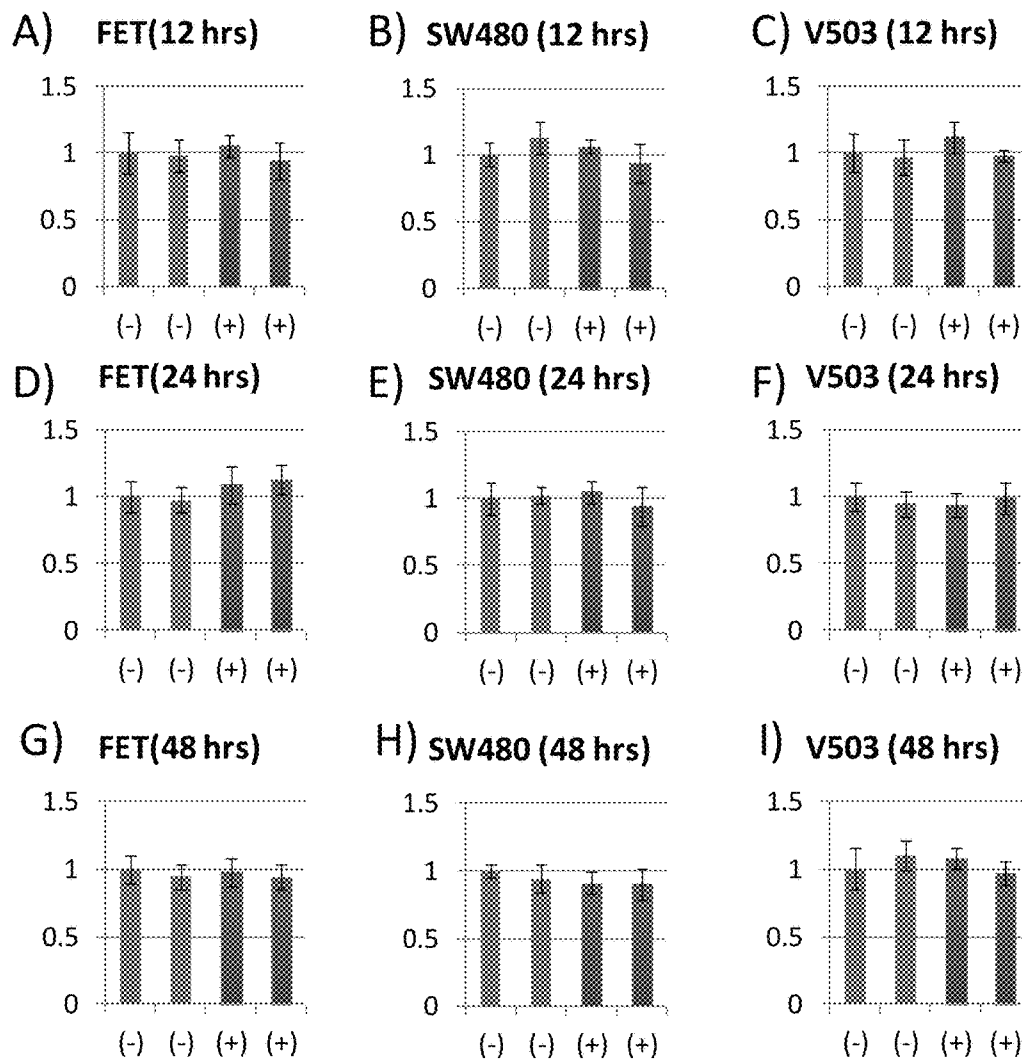 A) FET(12 hrs) B) SW480 (12 hrs) C) V503 (12 hrs)
1.5 1.5 1.5
1 1 1
0.5 0.5 0.5
0 0 0
(-) (-) (+) (+) (-) (-) (+) (+) (-) (-) (+) (+)
D) FET(24 hrs) E) SW480 (24 hrs) F) V503 (24 hrs)
1.5 1.5 1.5
1 1 1
0.5 0.5 0.5
0 0 0
(-) (-) (+) (+) (-) (-) (+) (+) (-) (-) (+) (+)
G) FET(48 hrs) H) SW480 (48 hrs) I) V503 (48 hrs)
1.5 1.5 1.5
1 1 1
0.5 0.5 0.5
0 0 0
(-) (-) (+) (+) (-) (-) (+) (+) (-) (-) (+) (+)